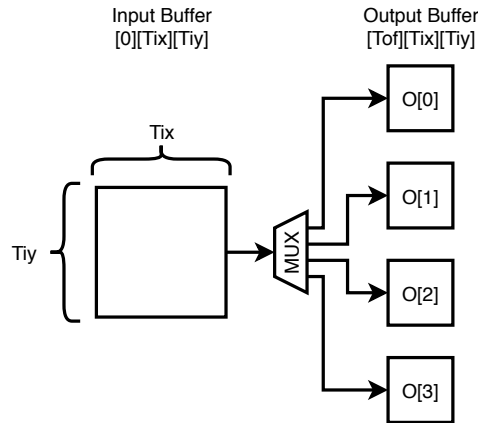 Input Buffer
[0][Tix][Tiy]
Output Buffer
[Tof][Tix][Tiy]
O[0]
Tix
O[1]
Tiy
MUX
O[2]
O[3]